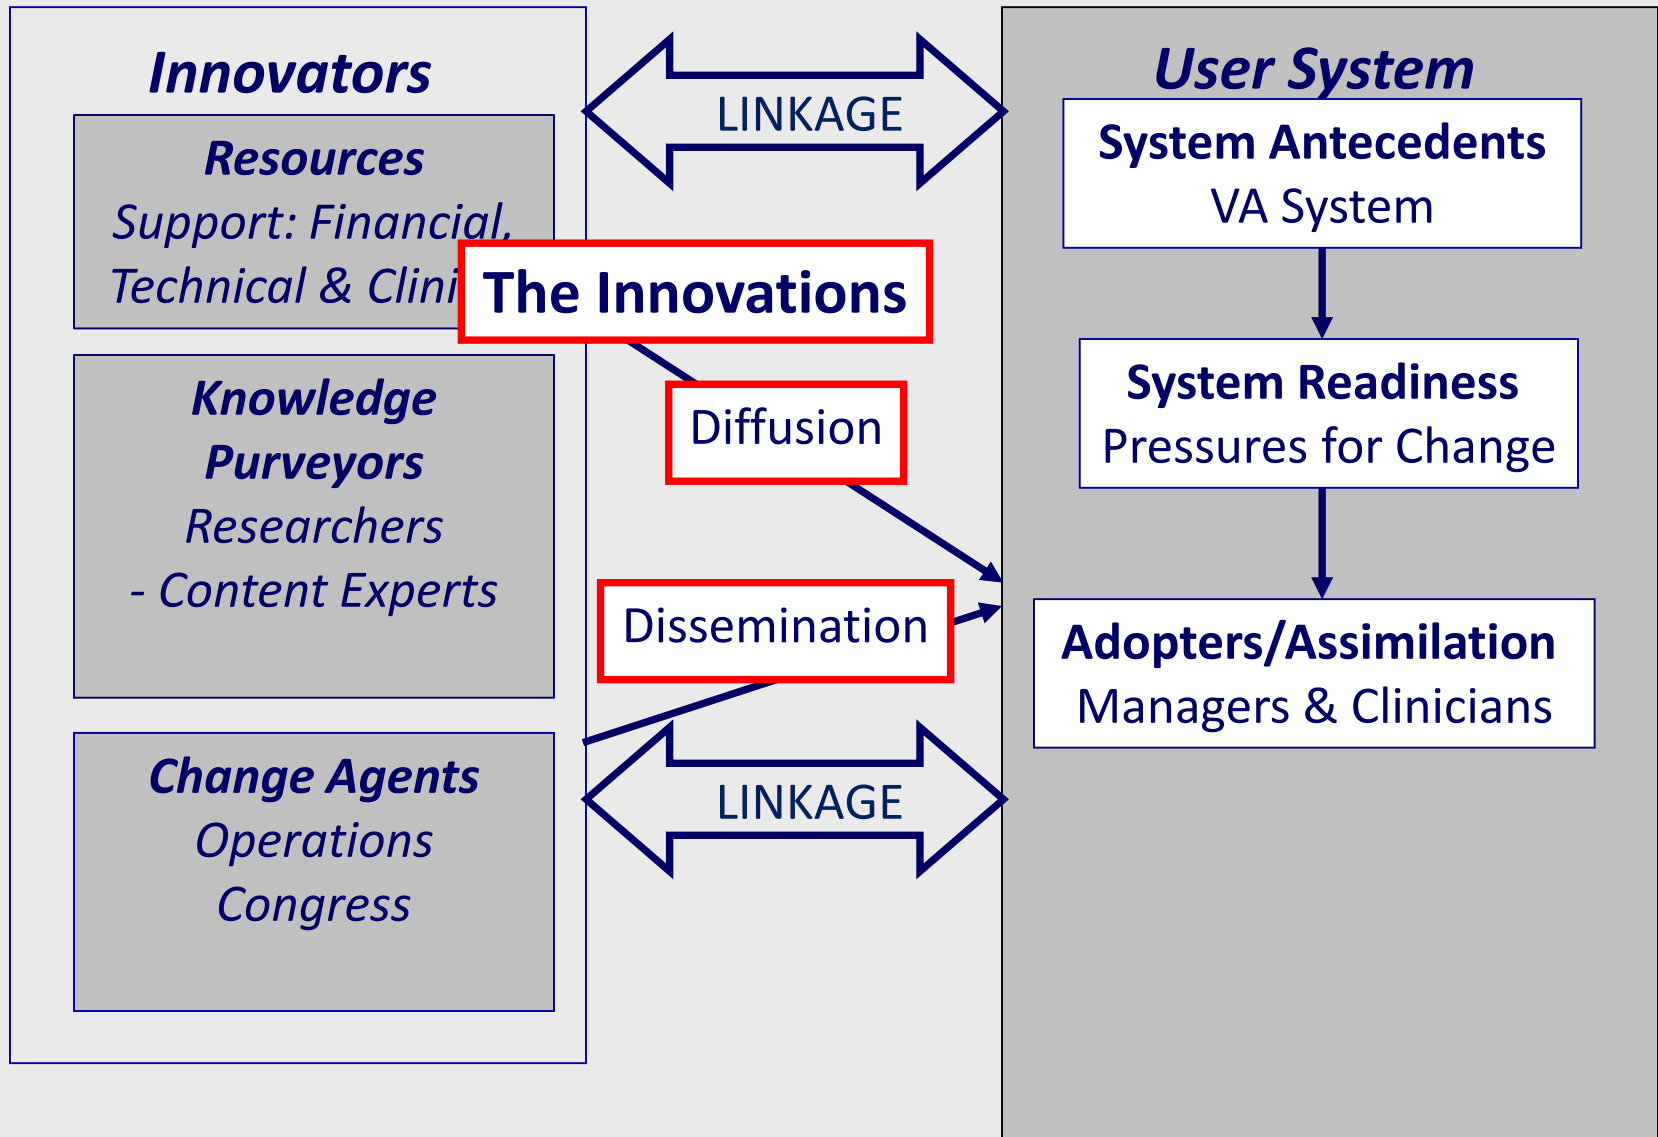 Innovators
Resources
Support: Financial,
Technical & Clini
The Innovations
Knowledge
Purveyors
Researchers
- Content Experts
Change Agents
Operations
Congress
LINKAGE
Diffusion
Dissemination
LINKAGE
User System
System Antecedents
VA System
System Readiness
Pressures for Change
Adopters/Assimilation
Managers & Clinicians